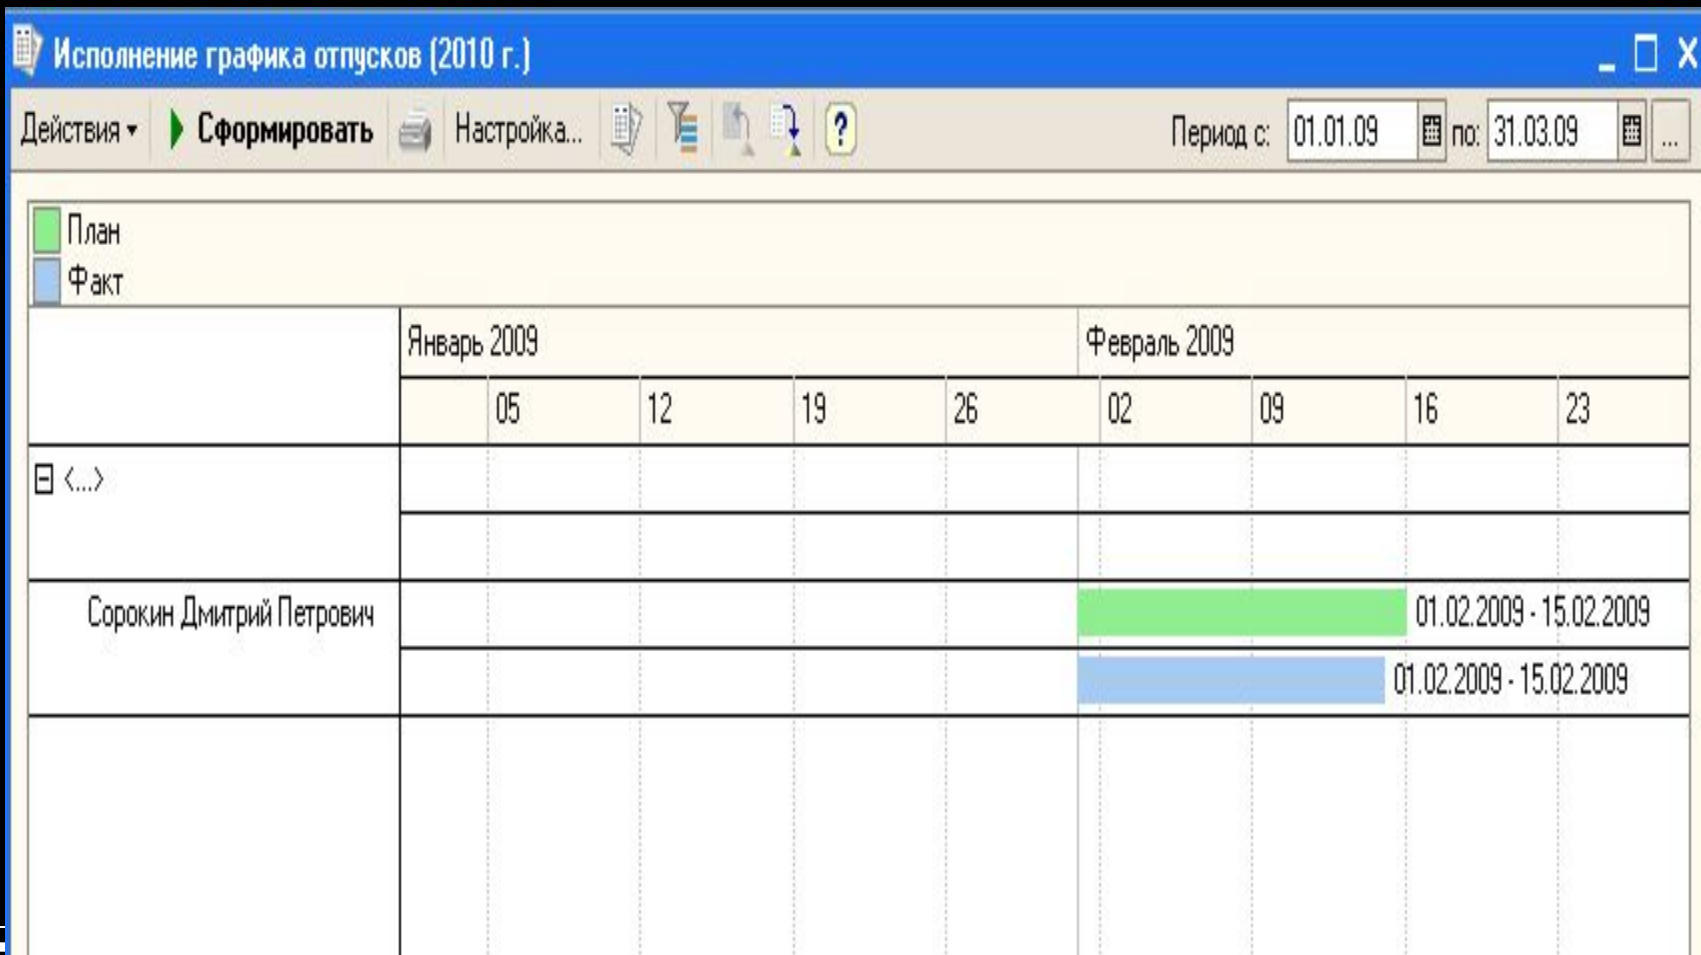 Исполнение графика отпусков (2010 г.)
Действия Сформировать Настройка... ? Период с: 01.01.09 по: 31.03.09 ...
План
Факт
Январь 2009 Февраль 2009
05 12 19 26 02 09 16 23
<...>
Сорокин Дмитрий Петрович 01.02.2009 - 15.02.2009
01.02.2009 - 15.02.2009